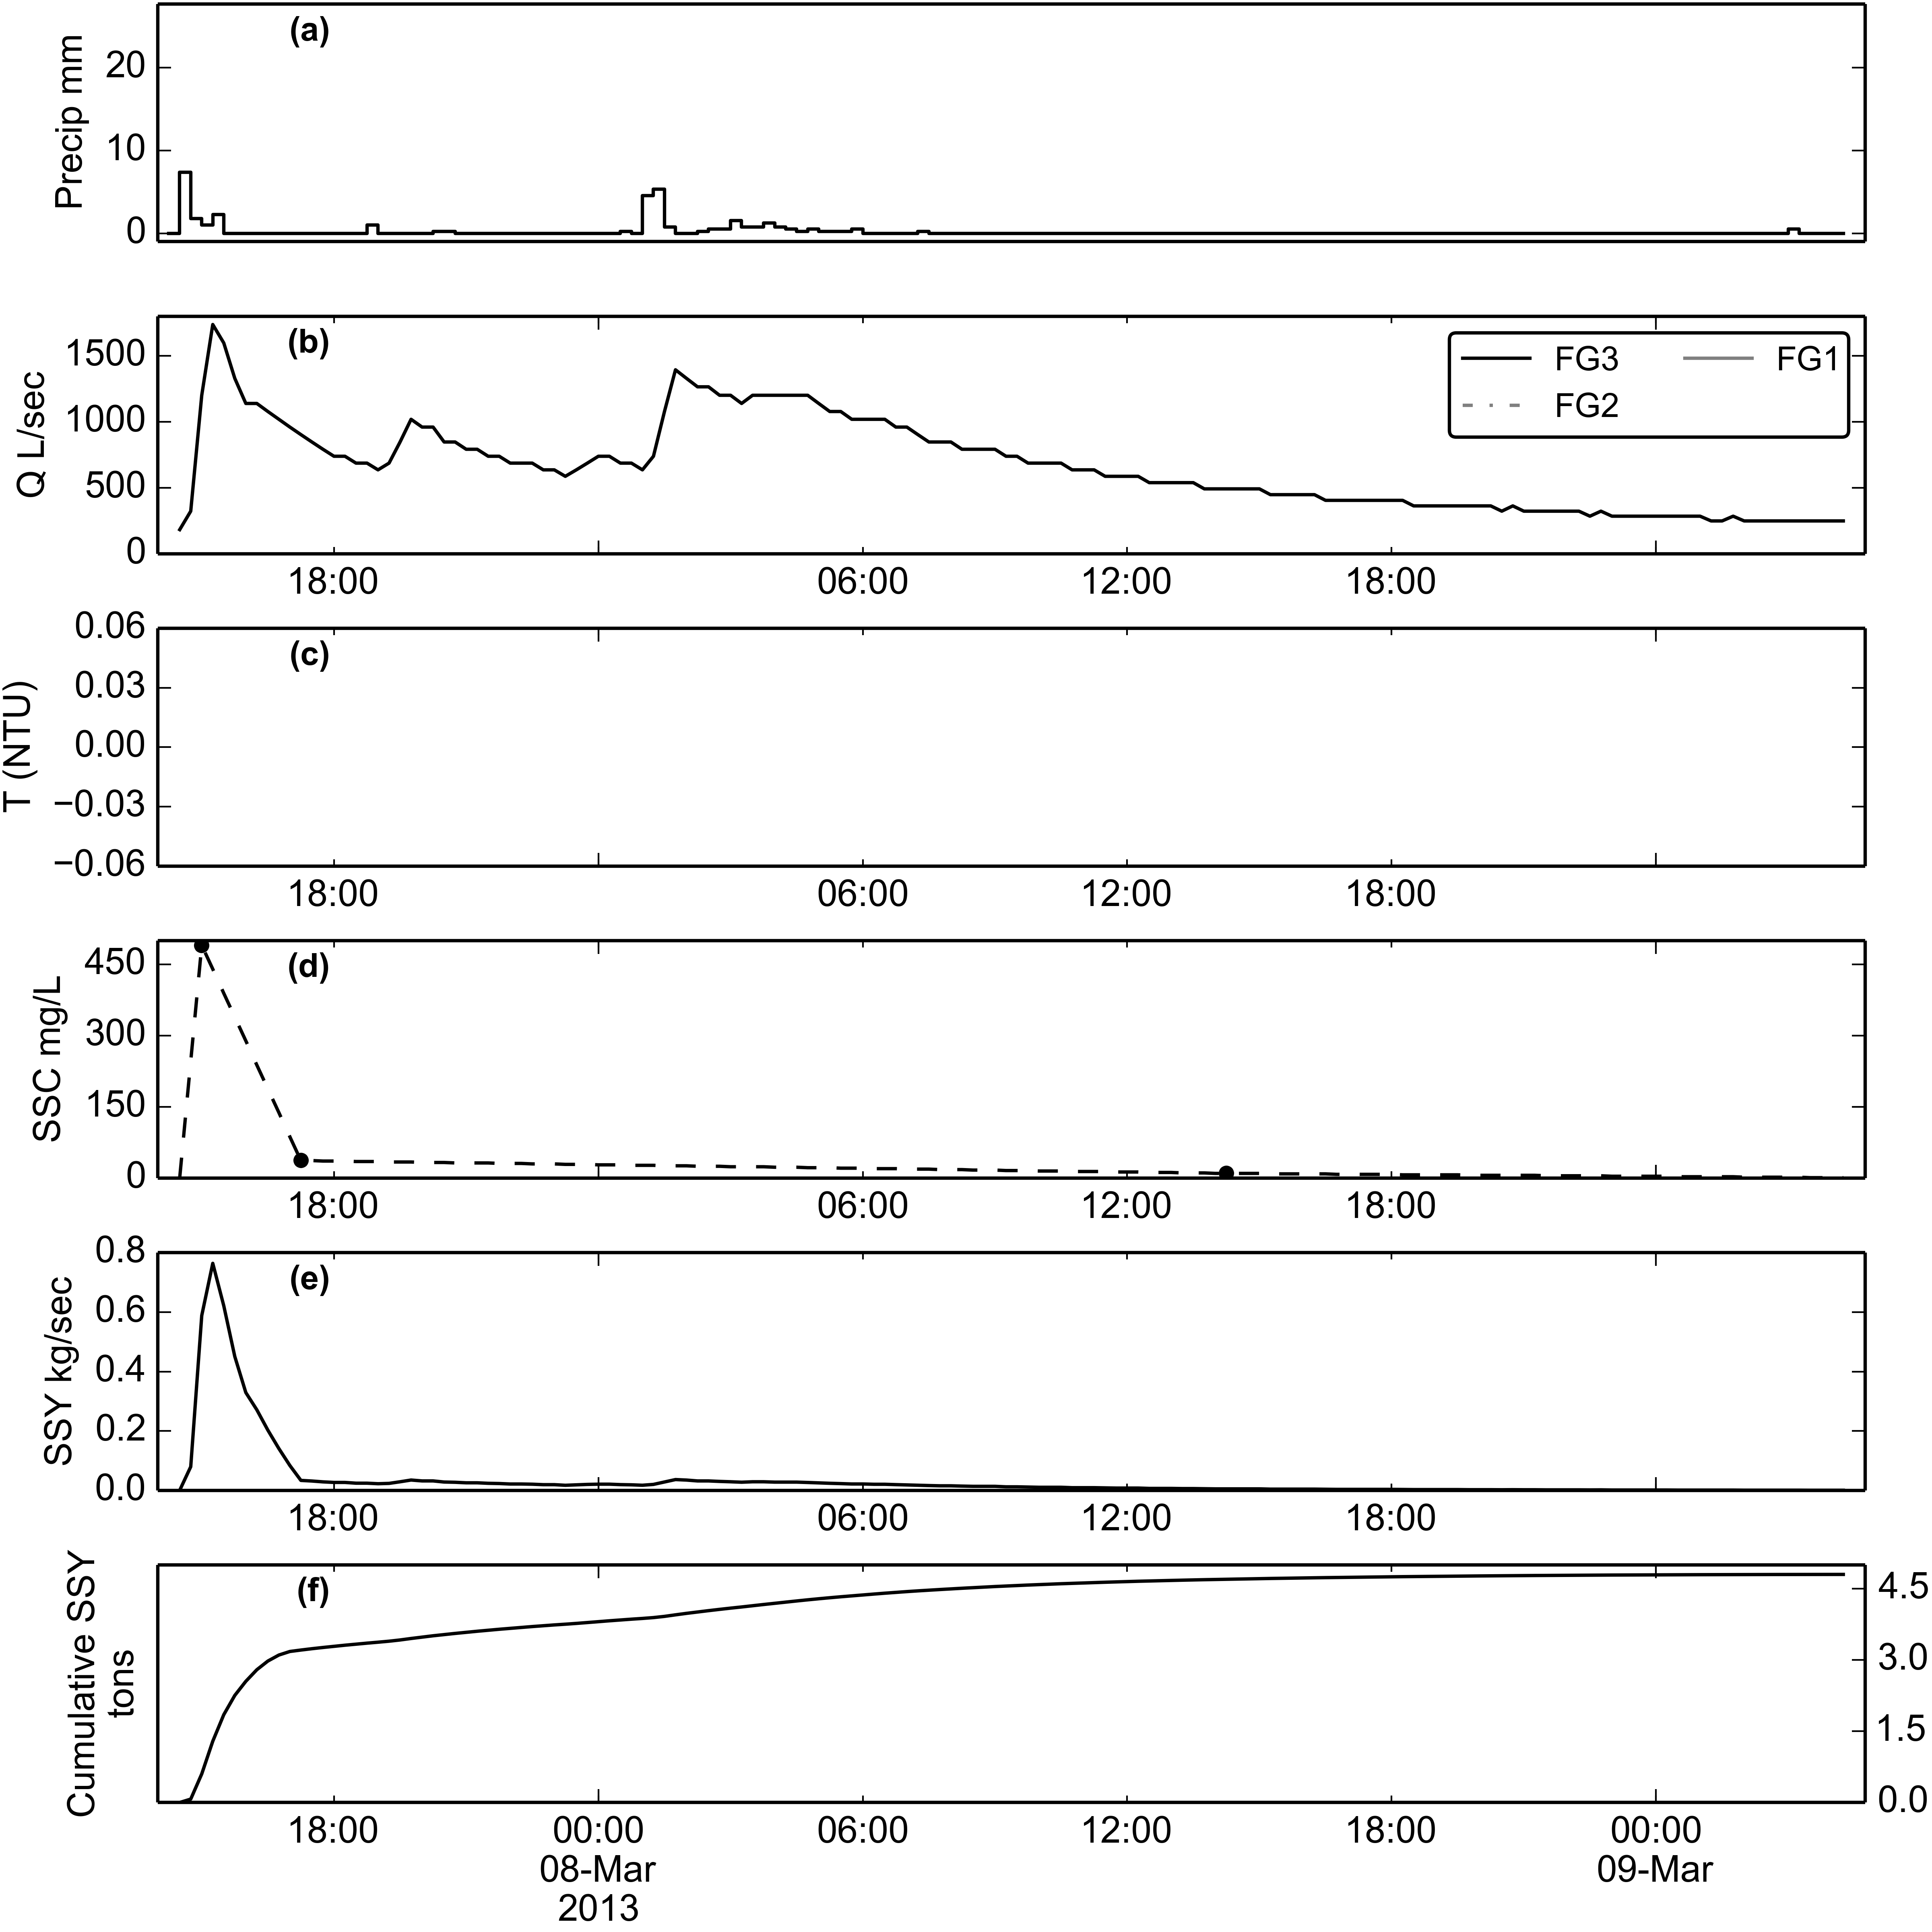 (a)
Precip mm
20
10
0
(b)
Q L/sec
1500
1000
500
0
FG3 FG1
FG2
18:00 06:00 12:00 18:00
(c)
T (NTU)
0.06
0.03
0.00
−0.03
−0.06
18:00 06:00 12:00 18:00
(d)
SSC mg/L
450
300
150
0
18:00 06:00 12:00 18:00
(e)
SSY kg/sec
0.8
0.6
0.4
0.2
0.0
18:00 06:00 12:00 18:00
(f)
Cumulative SSY
tons
4.5
3.0
1.5
0.0
18:00 00:00 06:00 12:00 18:00 00:00
08-Mar 09-Mar
2013